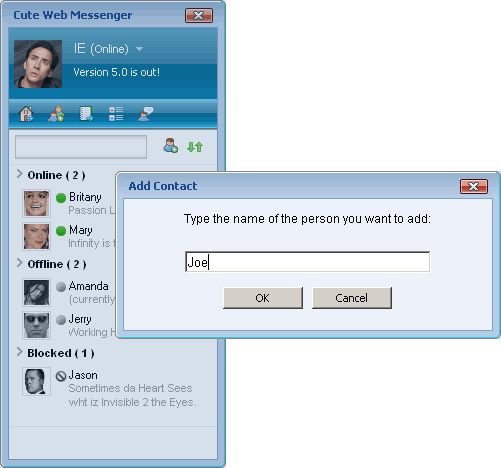 Cute Web Messenger
IE (Online)
Version 5.0 is out!
Online ( 2 )
Britany
Passion L
Mary
Infinity is t
Offline ( 2 )
Amanda
{currently
Jerry
Working H
Blocked ( 1 )
Jason
Sometimes da Heart Sees
wht iz Invisible 2 the Eyes.
Add Contact
Type the name of the person you want to add:
Joe
OK
Cancel